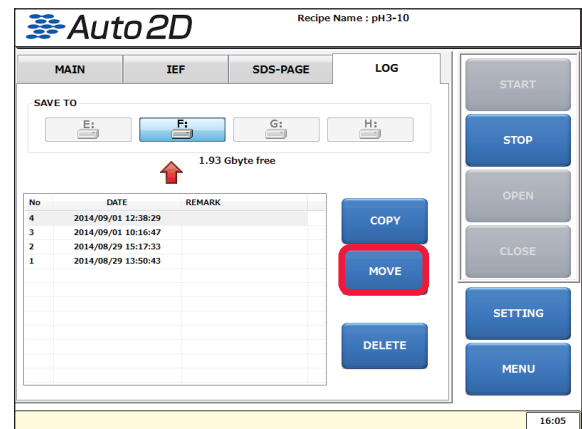 Auto2D
Recipe Name : pH3-10
MAIN IEF SDS-PAGE LOG
START
SAVE TO
E: F: G: H:
STOP
1.93 Gbyte free
No DATE REMARK
4 2014/09/01 12:38:29
3 2014/09/01 10:16:47
2 2014/08/29 15:17:33
1 2014/08/29 13:50:43
COPY
OPEN
MOVE
CLOSE
SETTING
DELETE
MENU
16:05